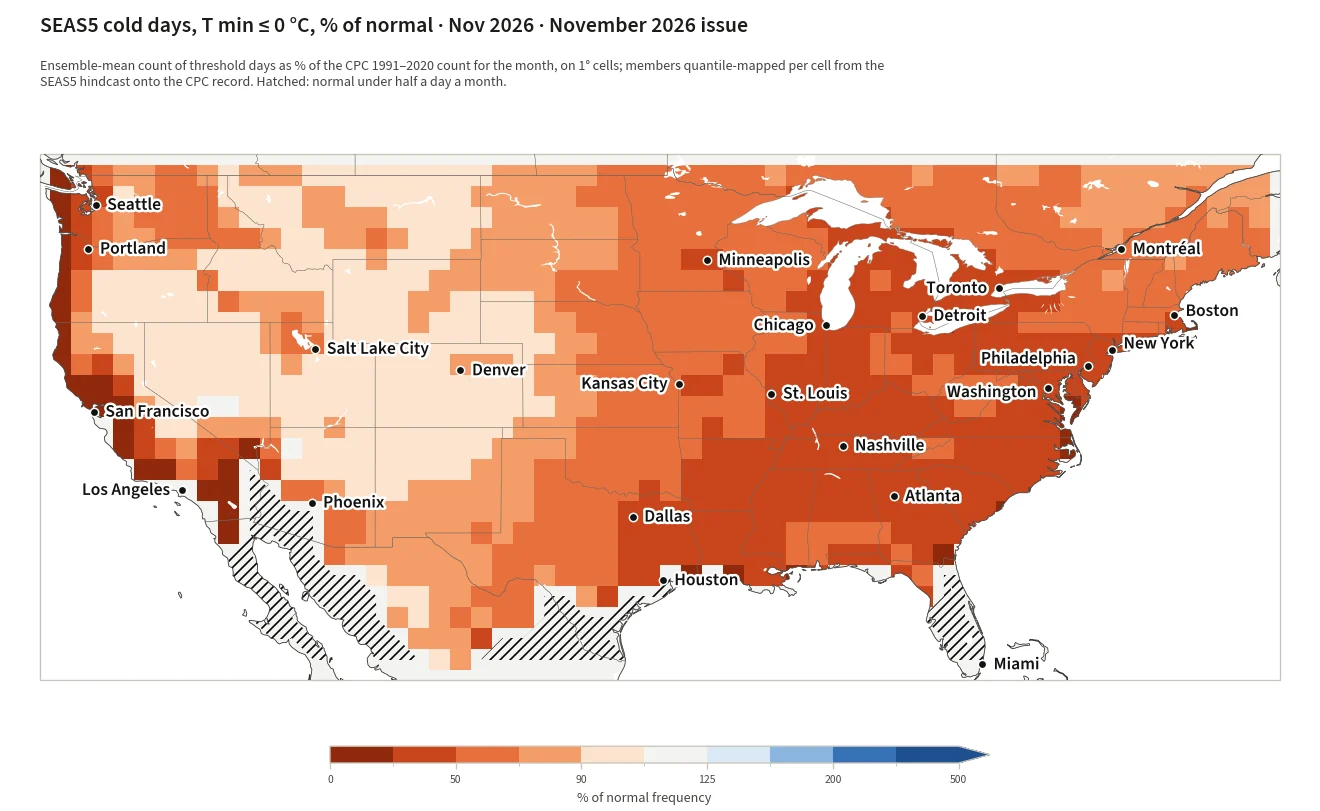 SEAS5 cold days, T min ≤ 0 °C, % of normal · Nov 2026 · November 2026 issue
Ensemble-mean count of threshold days as % of the CPC 1991–2020 count for the month, on 1° cells; members quantile-mapped per cell from the
SEAS5 hindcast onto the CPC record. Hatched: normal under half a day a month.
Seattle
Portland
Montréal
Minneapolis
Toronto
Boston
Detroit
Chicago
New York
Salt Lake City
Philadelphia
Denver
Kansas City
St. Louis
Washington
San Francisco
Nashville
Los Angeles
Phoenix
Atlanta
Dallas
Houston
Miami
0 50 90 125 200 500
% of normal frequency